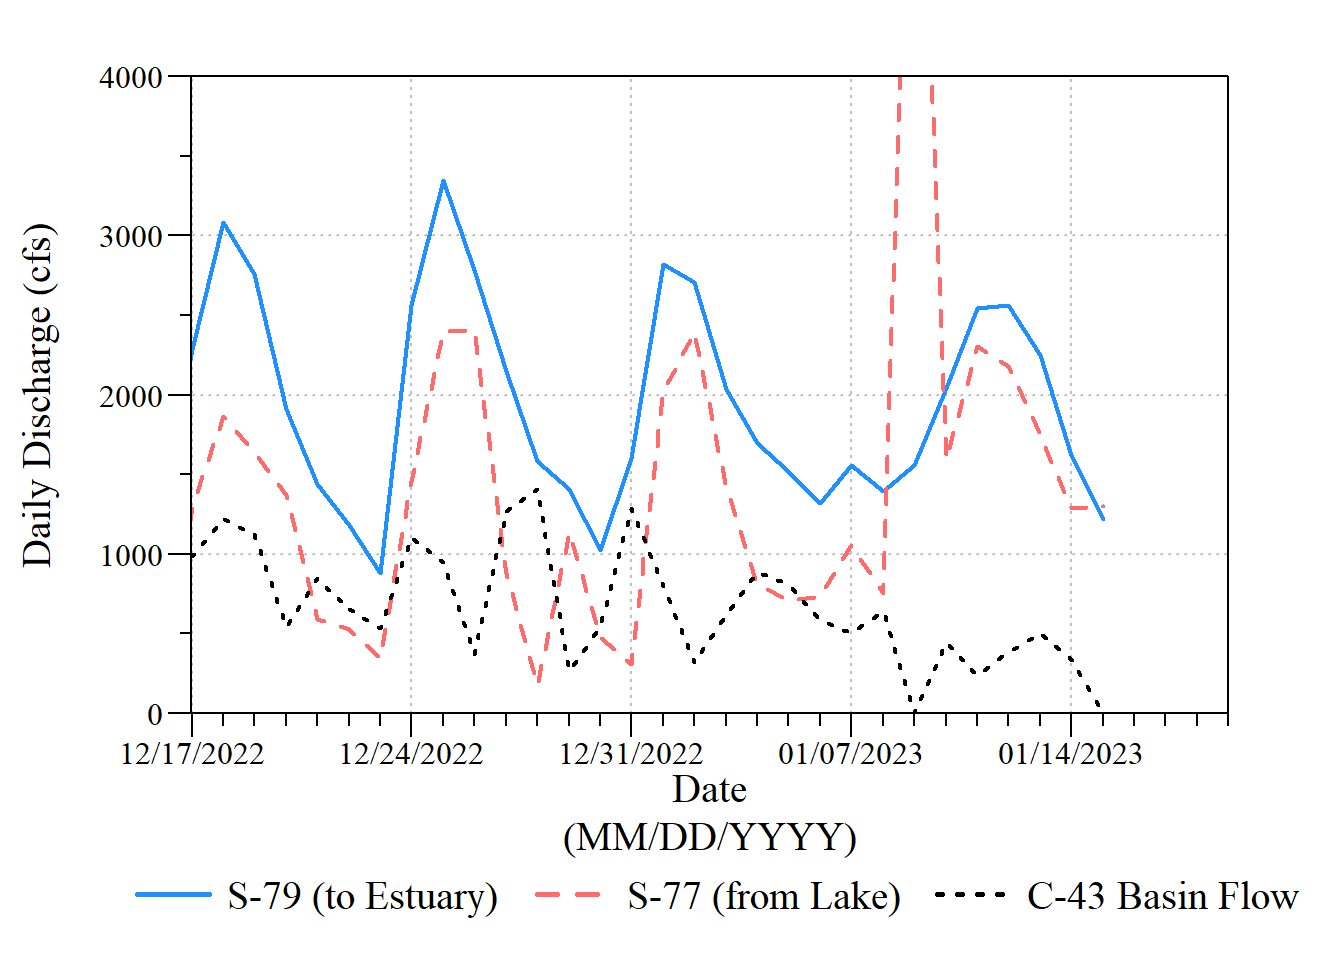 4000
3000
2000
1000
0
Daily Discharge (cfs)
12/17/2022 12/24/2022 12/31/2022 01/07/2023 01/14/2023
Date
(MM/DD/YYYY)
S-79 (to Estuary) S-77 (from Lake) C-43 Basin Flow